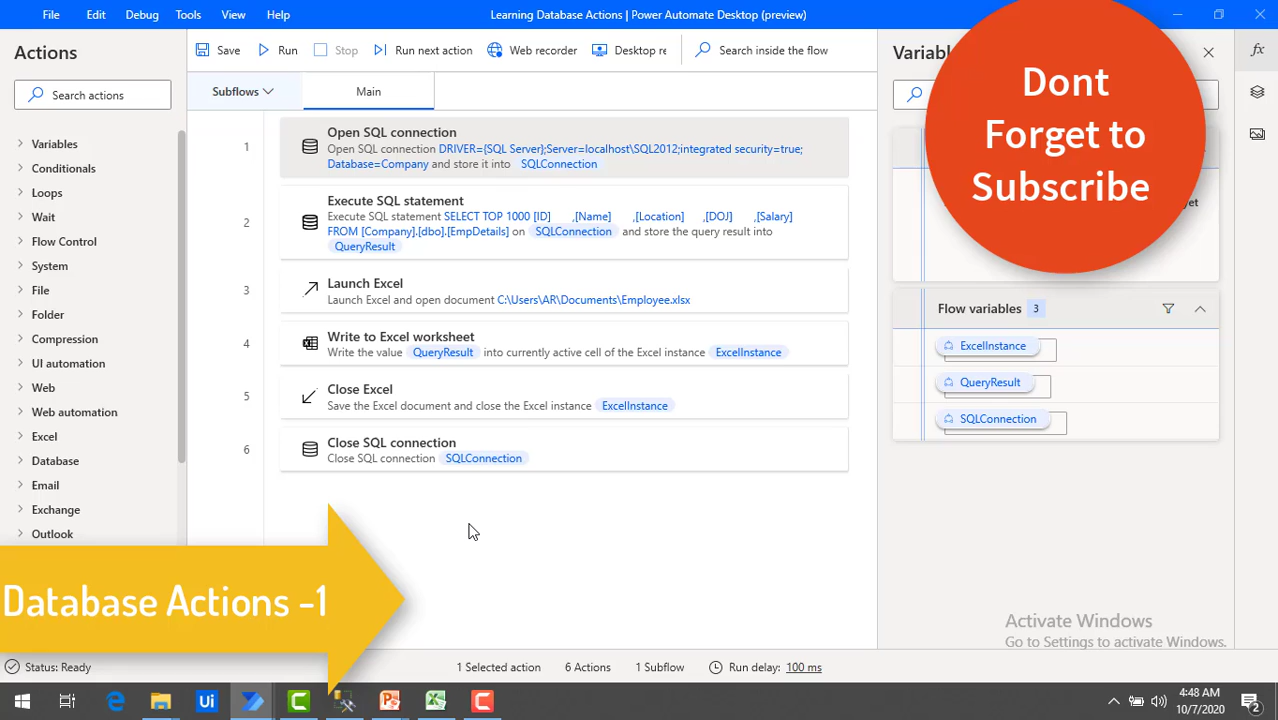 File Edit Debug Tools View Help
Learning Database Actions | Power Automate Desktop (preview)
Actions
Search actions
Variables
Conditionals
Loops
Wait
Flow Control
System
File
Folder
Compression
UI automation
Web
Web automation
Excel
Database
Email
Exchange
Outlook
Save Run Stop Run next action Web recorder Desktop re Search inside the flow
Subflows Main
1
Open SQL connection
Open SQL connection DRIVER={SQL Server};Server=localhost\SQL2012;integrated security=true;
Database=Company and store it into SQLConnection
2
Execute SQL statement
Execute SQL statement SELECT TOP 1000 [ID] ,[Name] ,[Location] ,[DOJ] ,[Salary]
FROM [Company].[dbo].[EmpDetails] on SQLConnection and store the query result into
QueryResult
3
Launch Excel
Launch Excel and open document C:\Users\AR\Documents\Employee.xlsx
4
Write to Excel worksheet
Write the value QueryResult into currently active cell of the Excel instance ExcelInstance
5
Close Excel
Save the Excel document and close the Excel instance ExcelInstance
6
Close SQL connection
Close SQL connection SQLConnection
Dont
Forget to
Subscribe
fx
Flow variables 3
ExcelInstance
QueryResult
SQLConnection
Database Actions -1
Activate Windows
Go to Settings to activate Windows.
Status: Ready 1 Selected action 6 Actions 1 Subflow Run delay: 100 ms
Ui
4:48 AM
10/7/2020
2